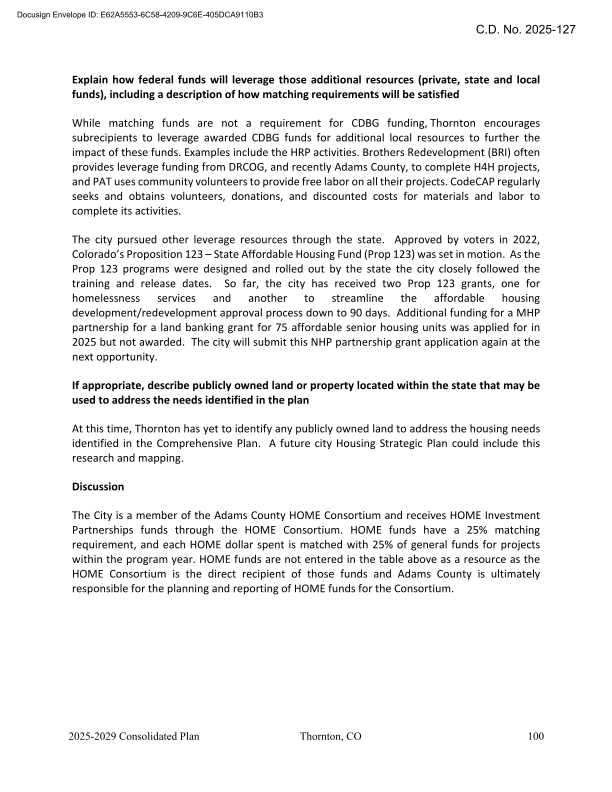 Docusign Envelope ID: E62A5553-6C58-4209-9C6E-405DCA9110B3
C.D. No. 2025-127
Explain how federal funds will leverage those additional resources (private, state and local
funds), including a description of how matching requirements will be satisfied
While matching funds are not a requirement for CDBG funding, Thornton encourages
subrecipients to leverage awarded CDBG funds for additional local resources to further the
impact of these funds. Examples include the HRP activities. Brothers Redevelopment (BRI) often
provides leverage funding from DRCOG, and recently Adams County, to complete H4H projects,
and PAT uses community volunteers to provide free labor on all their projects. CodeCAP regularly
seeks and obtains volunteers, donations, and discounted costs for materials and labor to
complete its activities.
The city pursued other leverage resources through the state. Approved by voters in 2022,
Colorado's Proposition 123 – State Affordable Housing Fund (Prop 123) was set in motion. As the
Prop 123 programs were designed and rolled out by the state the city closely followed the
training and release dates. So far, the city has received two Prop 123 grants, one for
homelessness services and another to streamline the affordable housing
development/redevelopment approval process down to 90 days. Additional funding for a MHP
partnership for a land banking grant for 75 affordable senior housing units was applied for in
2025 but not awarded. The city will submit this NHP partnership grant application again at the
next opportunity.
If appropriate, describe publicly owned land or property located within the state that may be
used to address the needs identified in the plan
At this time, Thornton has yet to identify any publicly owned land to address the housing needs
identified in the Comprehensive Plan. A future city Housing Strategic Plan could include this
research and mapping.
Discussion
The City is a member of the Adams County HOME Consortium and receives HOME Investment
Partnerships funds through the HOME Consortium. HOME funds have a 25% matching
requirement, and each HOME dollar spent is matched with 25% of general funds for projects
within the program year. HOME funds are not entered in the table above as a resource as the
HOME Consortium is the direct recipient of those funds and Adams County is ultimately
responsible for the planning and reporting of HOME funds for the Consortium.
2025-2029 Consolidated Plan Thornton, CO 100